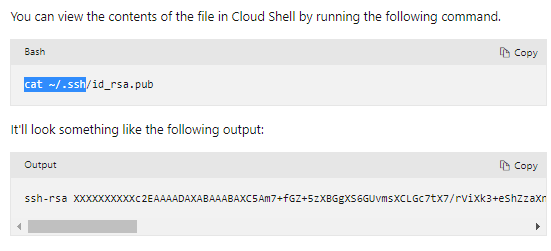 You can view the contents of the file in Cloud Shell by running the following command.
Bash
Copy
cat ~/.ssh/id_rsa.pub
It'll look something like the following output:
Output
Copy
ssh-rsa XXXXXXXXXXc2EAAAADAXABAAABAXC5Am7+fGZ+5zXBGgXS6GUvmsXCLGc7tX7/rViXk3+eShZzaXr